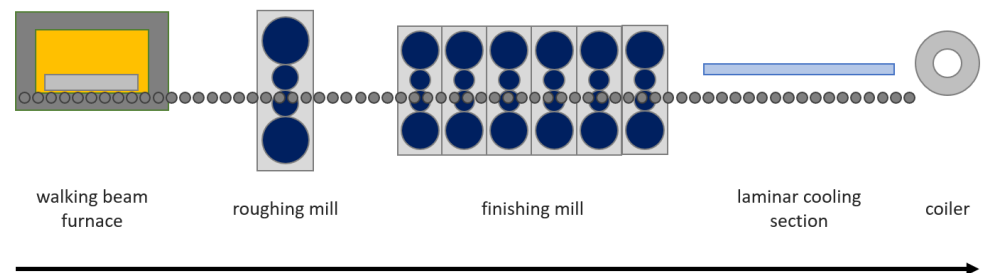 walking beam
furnace
roughing mill
finishing mill
laminar cooling
section
coiler